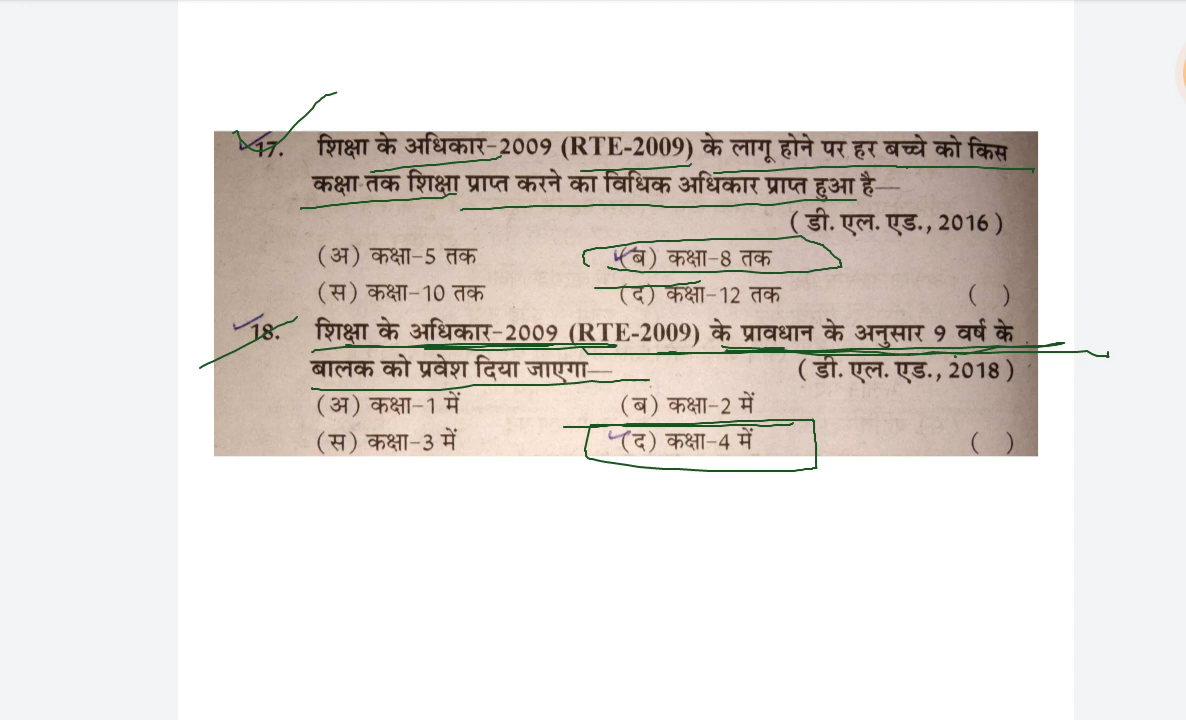 17. शिक्षा के अधिकार-2009 (RTE-2009) के लागू होने पर हर बच्चे को किस
कक्षा तक शिक्षा प्राप्त करने का विधिक अधिकार प्राप्त हुआ है—
( डी. एल. एड., 2016 )
(अ) कक्षा-5 तक (ब) कक्षा-8 तक
(स) कक्षा-10 तक (द) कक्षा-12 तक ( )
18. शिक्षा के अधिकार-2009 (RTE-2009) के प्रावधान के अनुसार 9 वर्ष के
बालक को प्रवेश दिया जाएगा— ( डी. एल. एड., 2018 )
(अ) कक्षा-1 में (ब) कक्षा-2 में
(स) कक्षा-3 में (द) कक्षा-4 में ( )